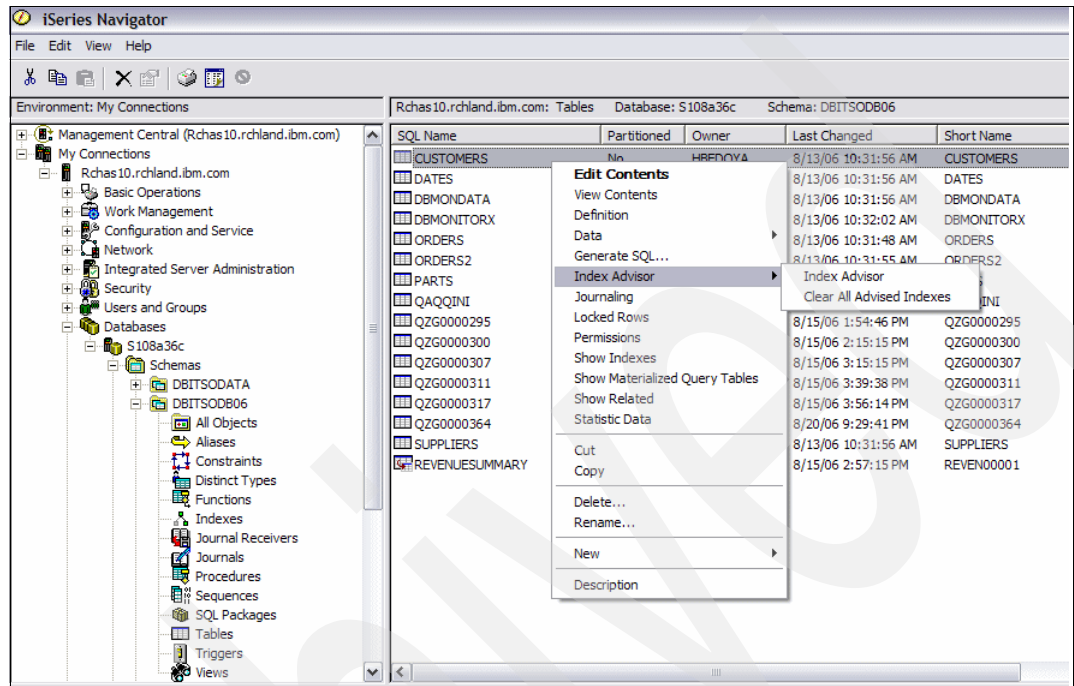 iSeries Navigator
File Edit View Help
Environment: My Connections
Rchas10.rchland.ibm.com: Tables Database: S108a36c Schema: DBITSODB06
Management Central (Rchas10.rchland.ibm.com)
My Connections
Rchas10.rchland.ibm.com
Basic Operations
Work Management
Configuration and Service
Network
Integrated Server Administration
Security
Users and Groups
Databases
S108a36c
Schemas
DBITSODATA
DBITSODB06
All Objects
Aliases
Constraints
Distinct Types
Functions
Indexes
Journal Receivers
Journals
Procedures
Sequences
SQL Packages
Tables
Triggers
Views
SQL Name Partitioned Owner Last Changed Short Name
CUSTOMERS No HBEDOYA 8/13/06 10:31:56 AM CUSTOMERS
DATES 8/13/06 10:31:56 AM DATES
DBMONDATA 8/13/06 10:31:56 AM DBMONDATA
DBMONITORX 8/13/06 10:32:02 AM DBMONITORX
ORDERS 8/13/06 10:31:48 AM ORDERS
ORDERS2 8/13/06 10:31:55 AM ORDERS2
PARTS
QAQQINI
QZG0000295 8/15/06 1:54:46 PM QZG0000295
QZG0000300 8/15/06 2:15:15 PM QZG0000300
QZG0000307 8/15/06 3:15:15 PM QZG0000307
QZG0000311 8/15/06 3:39:38 PM QZG0000311
QZG0000317 8/15/06 3:56:14 PM QZG0000317
QZG0000364 8/20/06 9:29:41 PM QZG0000364
SUPPLIERS 8/13/06 10:31:56 AM SUPPLIERS
REVENUESUMMARY 8/15/06 2:57:15 PM REVEN00001
Edit Contents
View Contents
Definition
Data
Generate SQL...
Index Advisor
Journaling
Locked Rows
Permissions
Show Indexes
Show Materialized Query Tables
Show Related
Statistic Data
Cut
Copy
Delete...
Rename...
New
Description
Index Advisor
Clear All Advised Indexes